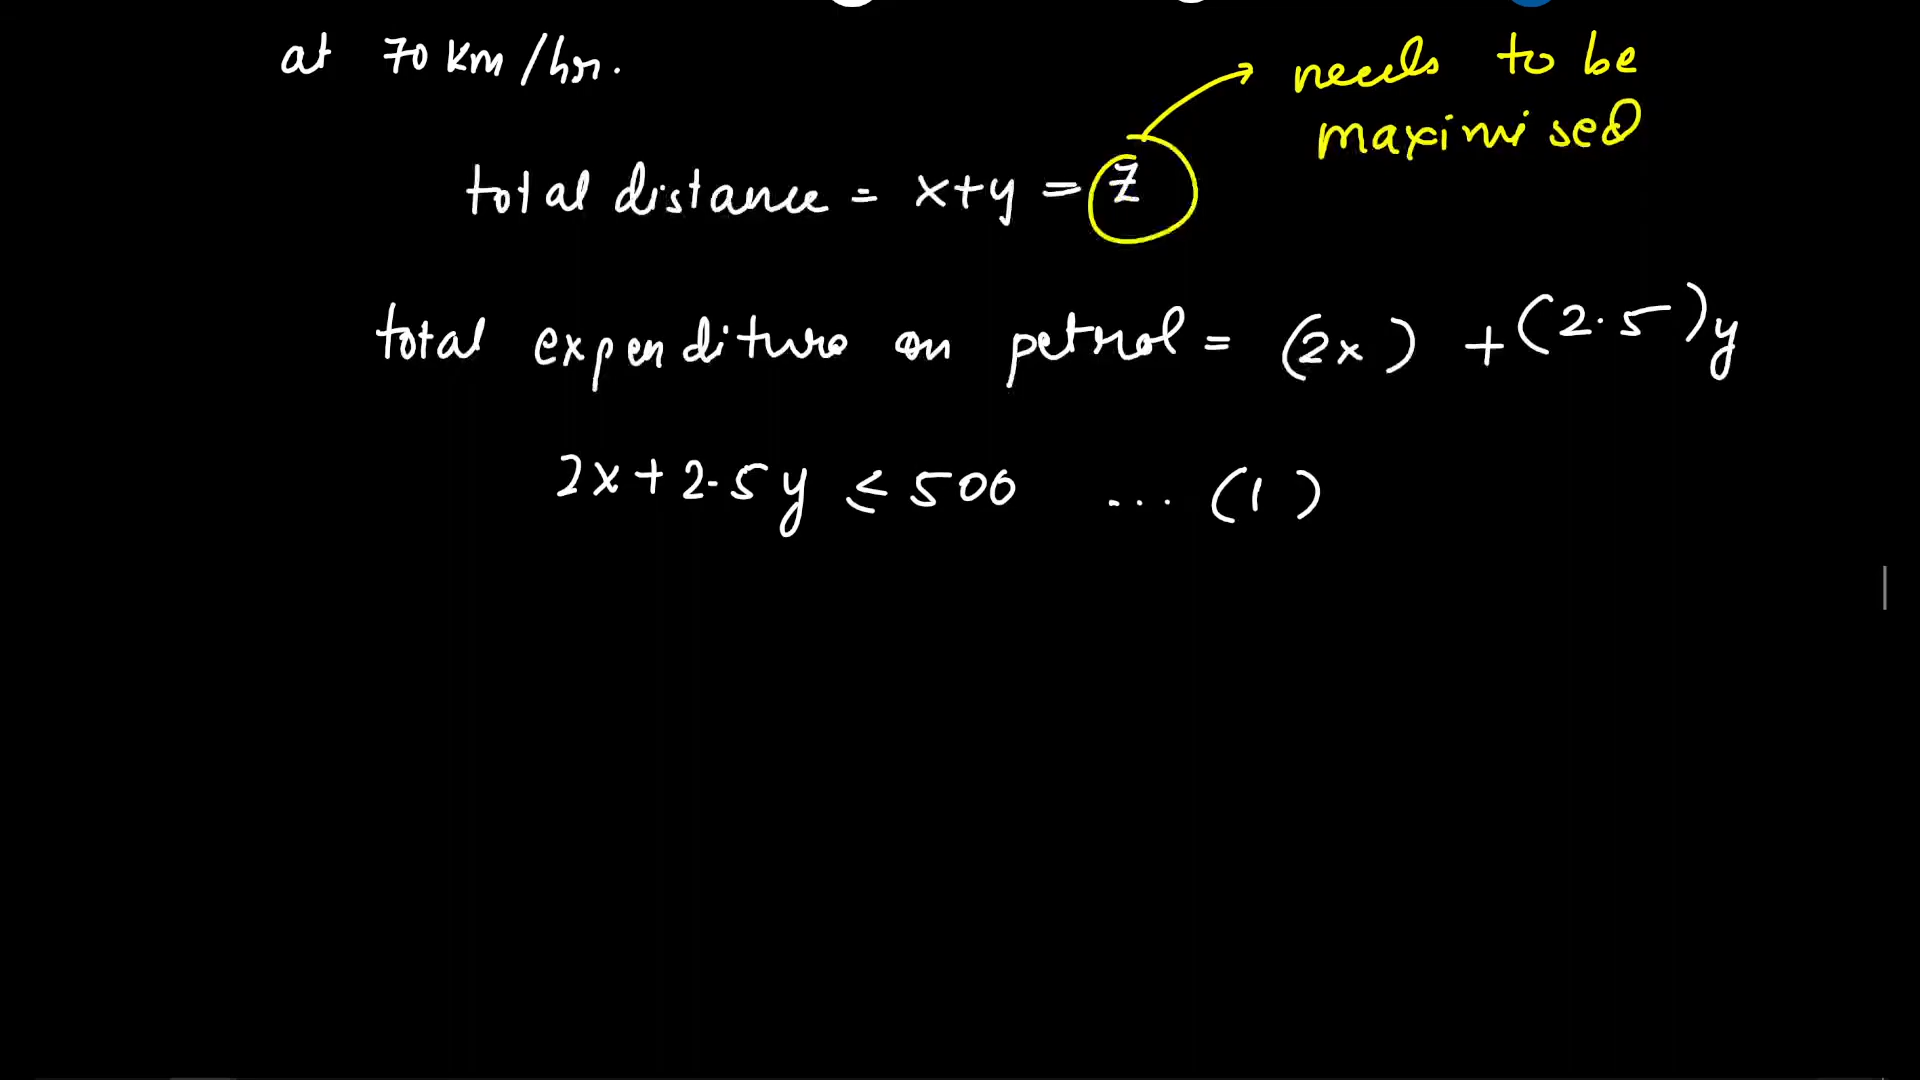 at 70 km/hr.
needs to be
maximised
total distance = x+y = Z
total expenditure on petrol = (2x) + (2.5)y
2x + 2.5y ≤ 500 ... (1)